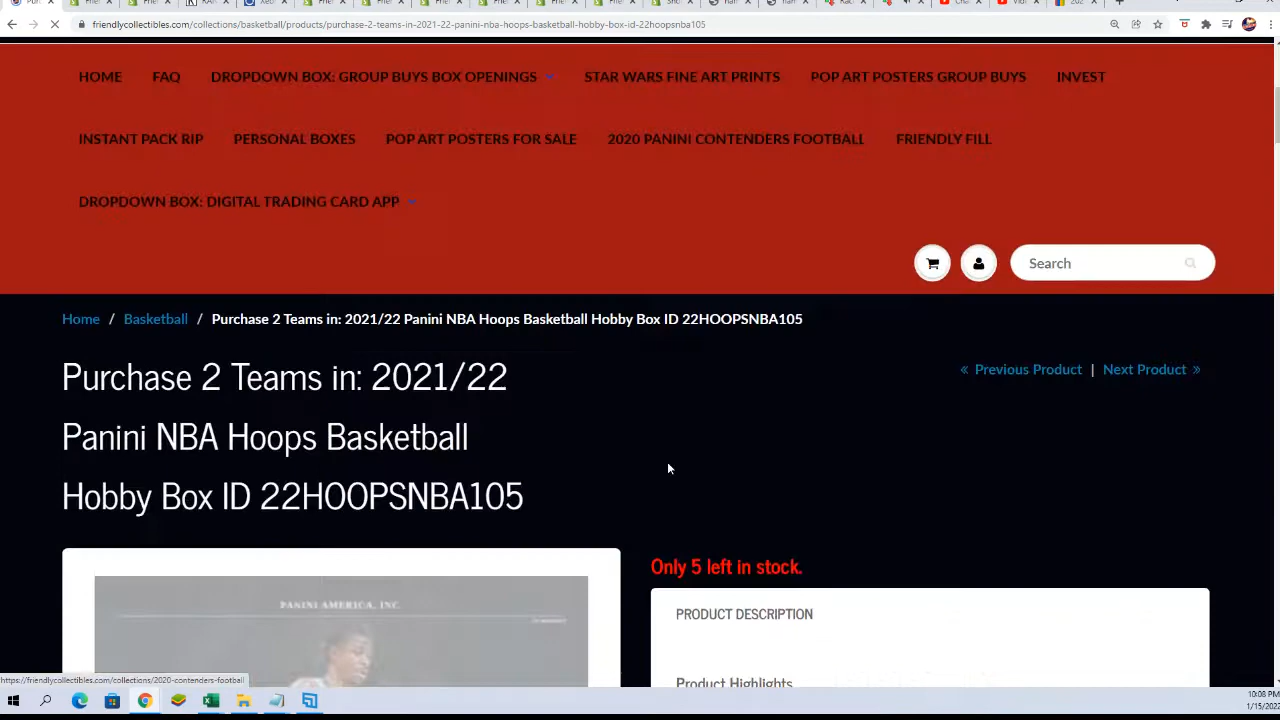 friendlycollectibles.com/collections/basketball/products/purchase-2-teams-in-2021-22-panini-nba-hoops-basketball-hobby-box-id-22hoopsnba105
HOME FAQ DROPDOWN BOX: GROUP BUYS BOX OPENINGS STAR WARS FINE ART PRINTS POP ART POSTERS GROUP BUYS INVEST
INSTANT PACK RIP PERSONAL BOXES POP ART POSTERS FOR SALE 2020 PANINI CONTENDERS FOOTBALL FRIENDLY FILL
DROPDOWN BOX: DIGITAL TRADING CARD APP
Search
Home / Basketball / Purchase 2 Teams in: 2021/22 Panini NBA Hoops Basketball Hobby Box ID 22HOOPSNBA105
Purchase 2 Teams in: 2021/22
Panini NBA Hoops Basketball
Hobby Box ID 22HOOPSNBA105
« Previous Product | Next Product »
Only 5 left in stock.
PANINI AMERICA, INC.
PRODUCT DESCRIPTION
Product Highlights
https://friendlycollectibles.com/collections/2020-contenders-football
10:08 PM
1/15/2022